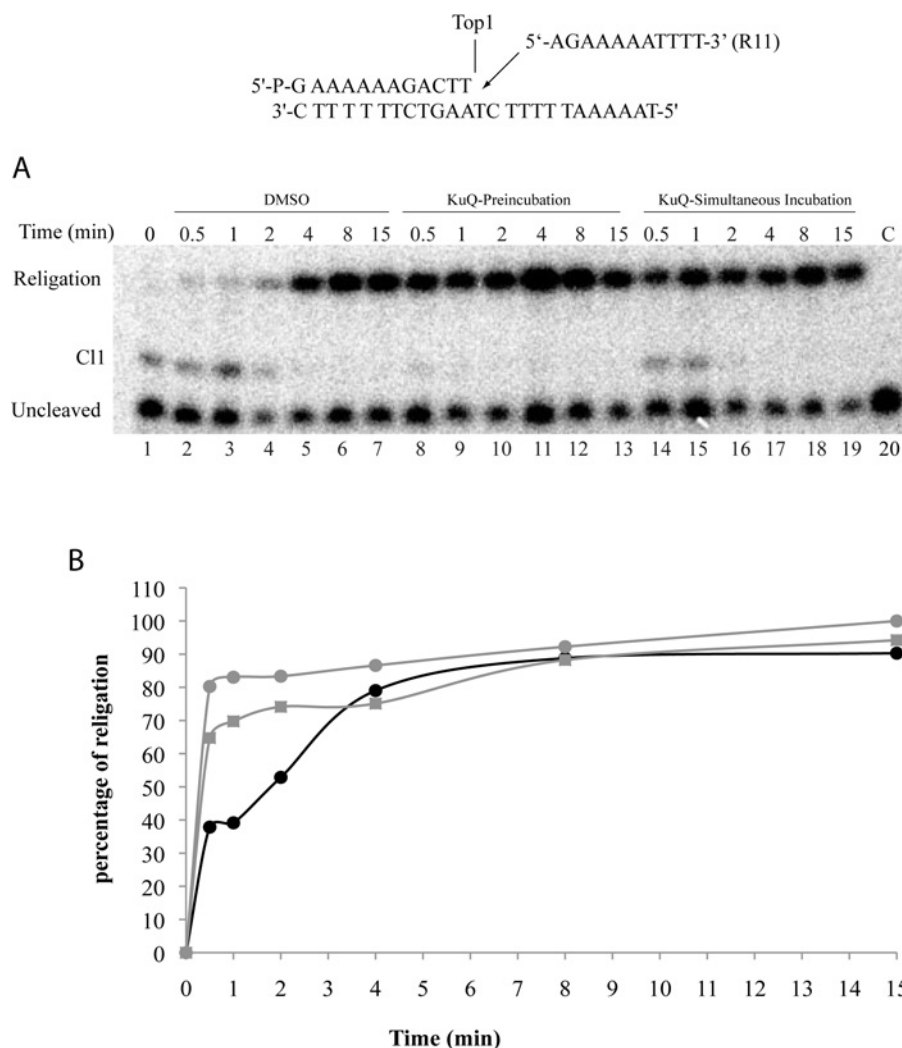 Top1
5‘-AGAAAAATTTT-3’ (R11)
5'-P-G AAAAAAGACTT
3'-C TT T T TTCTGAATC TTTT TAAAAAT-5'
A
DMSO KuQ-Preincubation KuQ-Simultaneous Incubation
Time (min) 0 0.5 1 2 4 8 15 0.5 1 2 4 8 15 0.5 1 2 4 8 15 C
Religation
Cl1
Uncleaved
1 2 3 4 5 6 7 8 9 10 11 12 13 14 15 16 17 18 19 20
B
110
100
90
80
70
60
50
40
30
20
10
0
percentage of religation
0 1 2 3 4 5 6 7 8 9 10 11 12 13 14 15
Time (min)